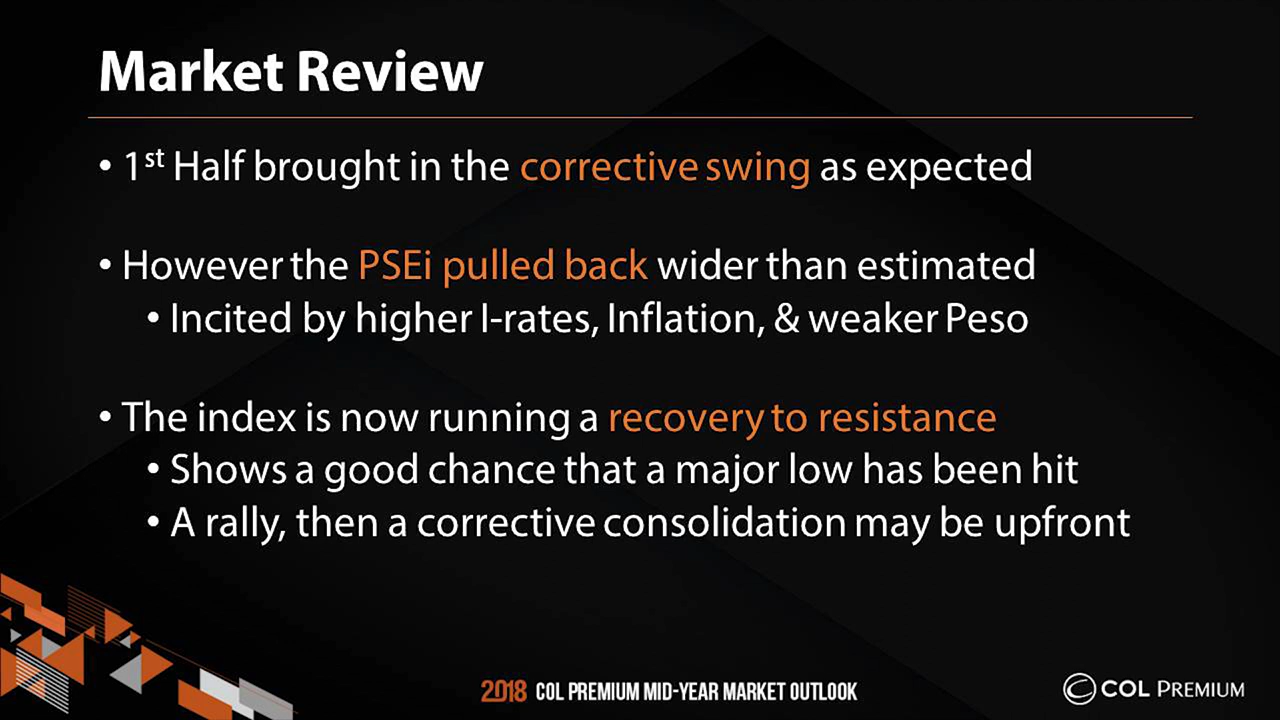 Market Review
• 1st Half brought in the corrective swing as expected
• However the PSEi pulled back wider than estimated
• Incited by higher I-rates, Inflation, & weaker Peso
• The index is now running a recovery to resistance
• Shows a good chance that a major low has been hit
• A rally, then a corrective consolidation may be upfront
2018 COL PREMIUM MID-YEAR MARKET OUTLOOK
COL PREMIUM